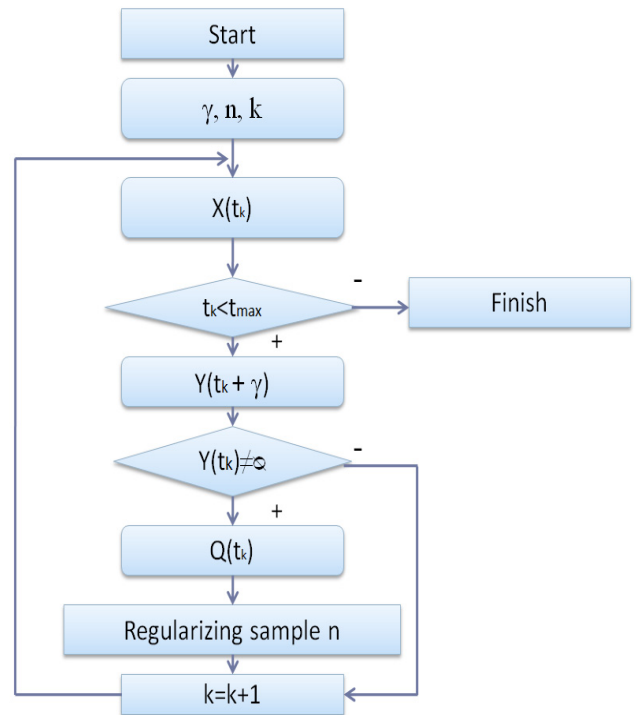 Start
γ, n, k
X(tₖ)
-
tₖ<tmax
Finish
+
Y(tₖ + γ)
-
Y(tₖ)≠∅
+
Q(tₖ)
Regularizing sample n
k=k+1